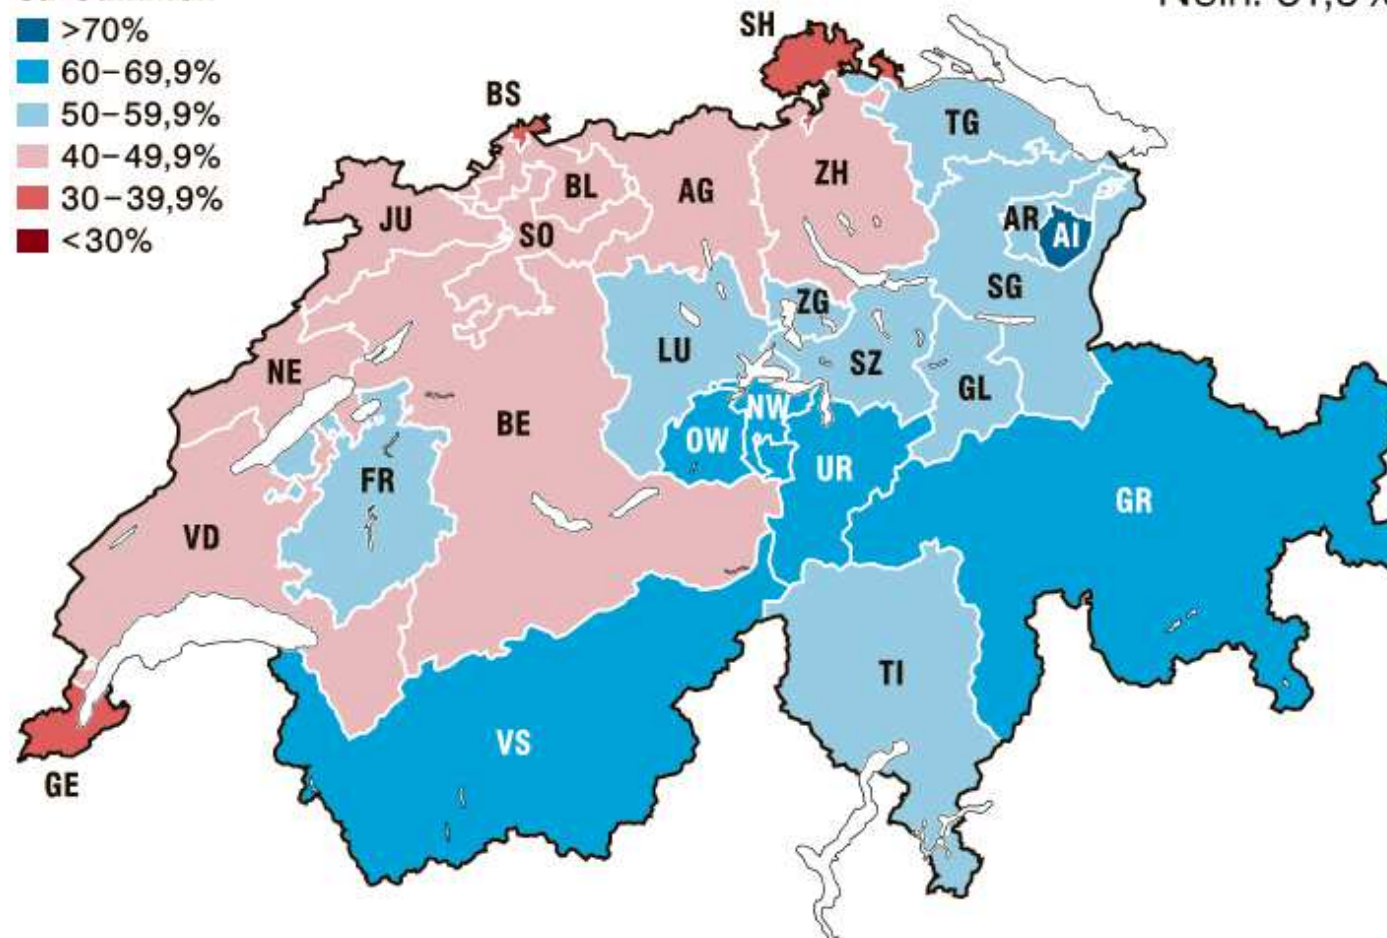 >70%
60–69,9%
50–59,9%
40–49,9%
30–39,9%
<30%
SH
BS
TG
BL
AG
ZH
JU
SO
AR
AI
SG
ZG
LU
SZ
NE
GL
NW
BE
OW
UR
FR
GR
VD
TI
VS
GE